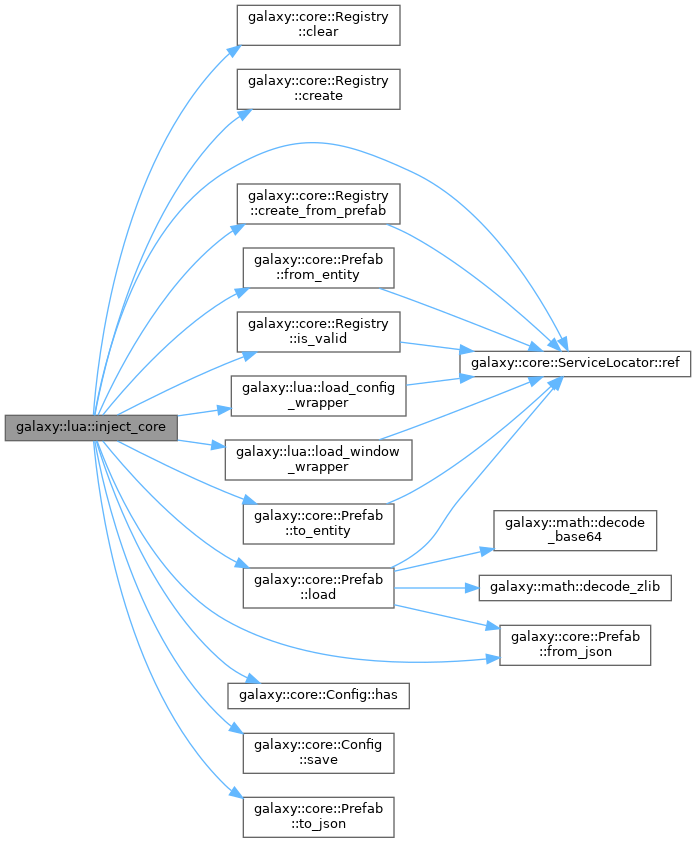 galaxy::core::Registry
::clear
galaxy::core::Registry
::create
galaxy::core::Registry
::create_from_prefab
galaxy::core::Prefab
::from_entity
galaxy::core::Registry
::is_valid
galaxy::core::ServiceLocator::ref
galaxy::lua::load_config
_wrapper
galaxy::lua::inject_core
galaxy::lua::load_window
_wrapper
galaxy::core::Prefab
::to_entity
galaxy::math::decode
_base64
galaxy::core::Prefab
::load
galaxy::math::decode_zlib
galaxy::core::Prefab
::from_json
galaxy::core::Config::has
galaxy::core::Config
::save
galaxy::core::Prefab
::to_json